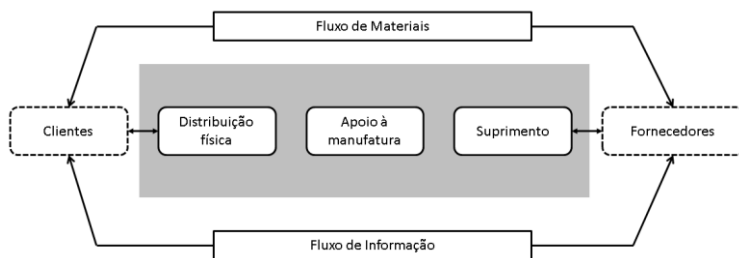 Fluxo de Materiais
Clientes
Distribuição
física
Apoio à
manufatura
Suprimento
Fornecedores
Fluxo de Informação